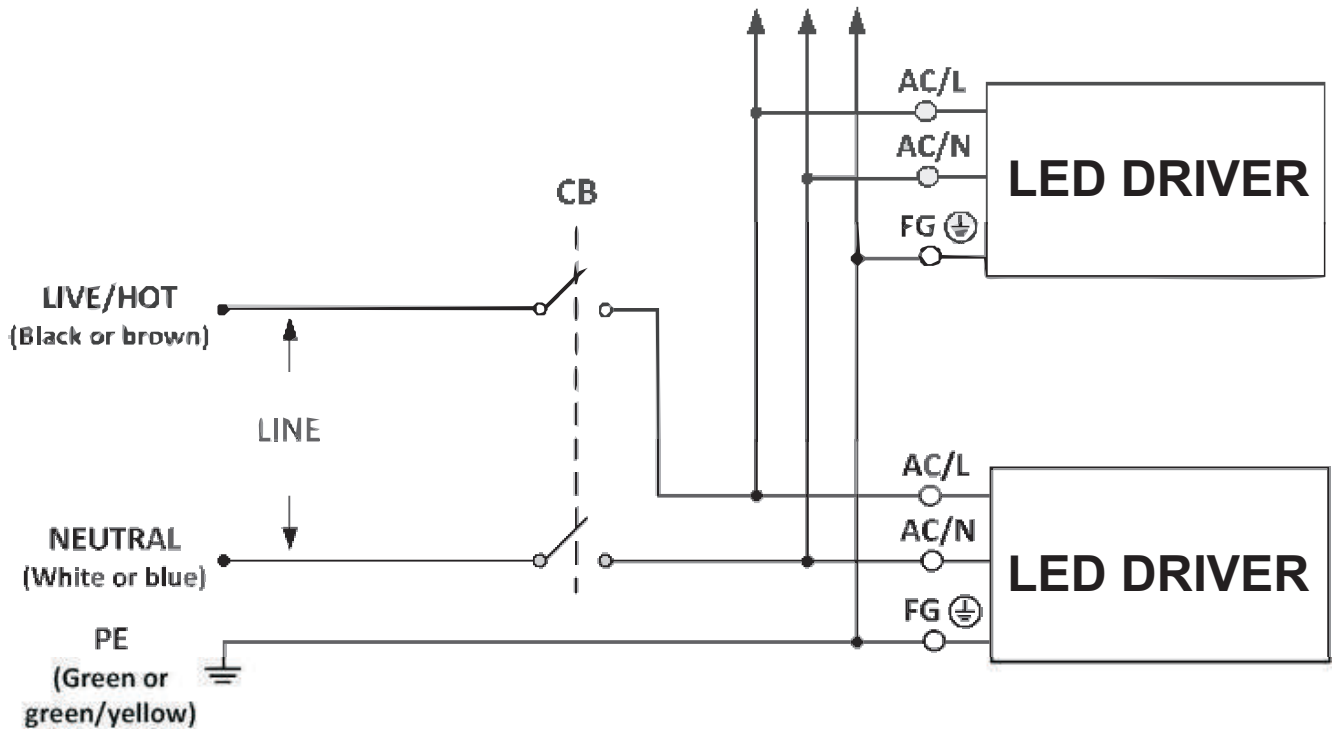 AC/L
AC/N
LED DRIVER
CB
FG
LIVE/HOT
(Black or brown)
LINE
AC/L
AC/N
NEUTRAL
(White or blue)
LED DRIVER
FG
PE
(Green or
green/yellow)